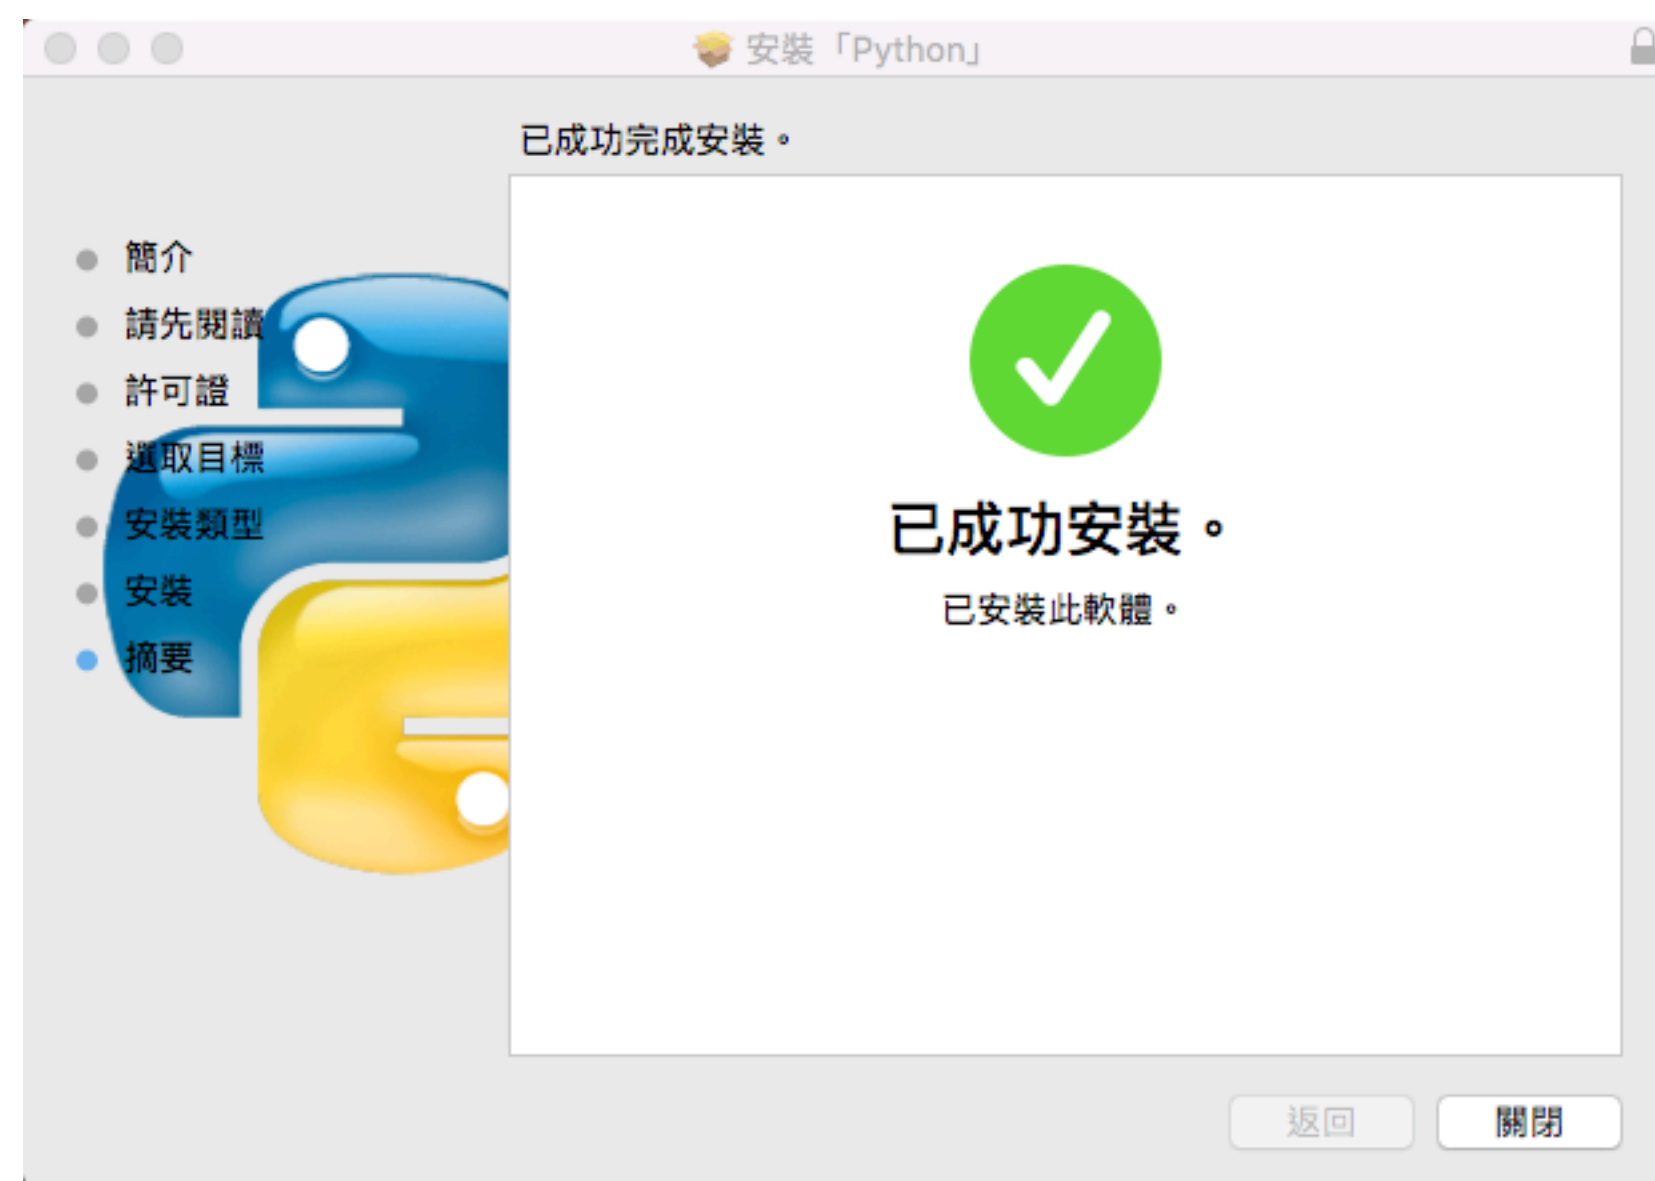 安裝「Python」
已成功完成安裝。
簡介
請先閱讀
許可證
選取目標
安裝類型
安裝
摘要
已成功安裝。
已安裝此軟體。
返回
關閉